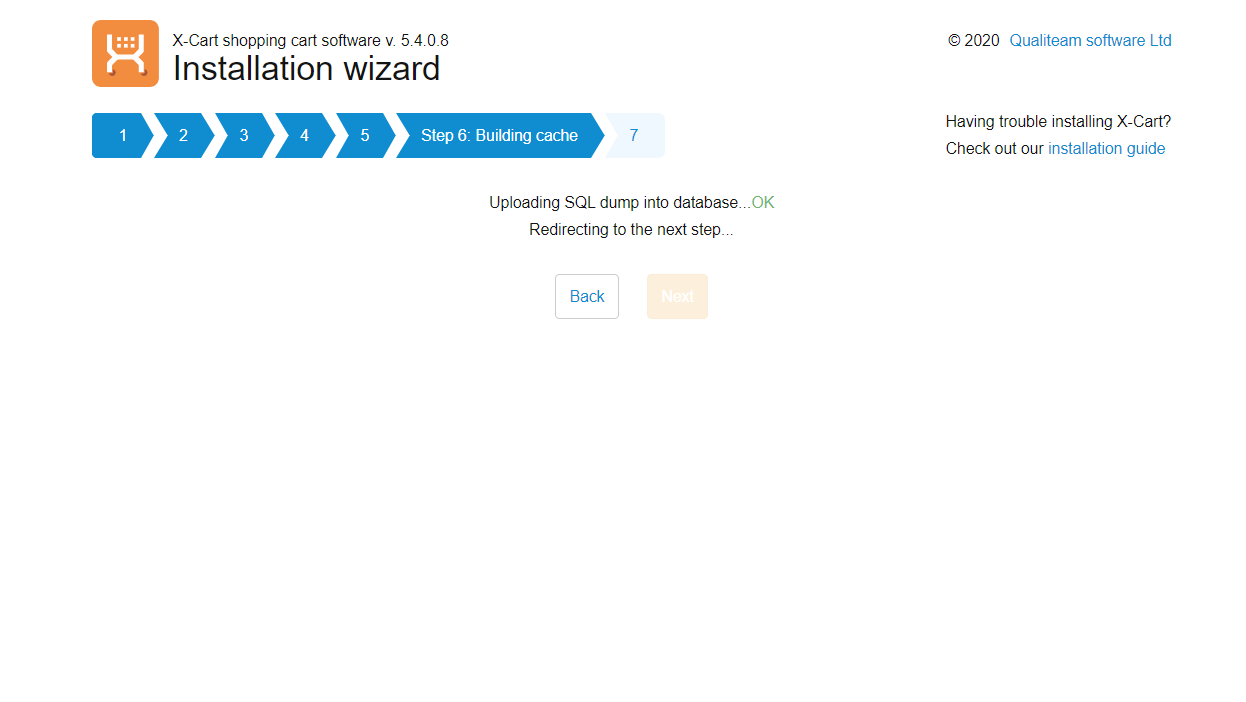 X-Cart shopping cart software v. 5.4.0.8
Installation wizard
© 2020 Qualiteam software Ltd
1 2 3 4 5 Step 6: Building cache 7
Having trouble installing X-Cart?
Check out our installation guide
Uploading SQL dump into database...OK
Redirecting to the next step...
Back Next